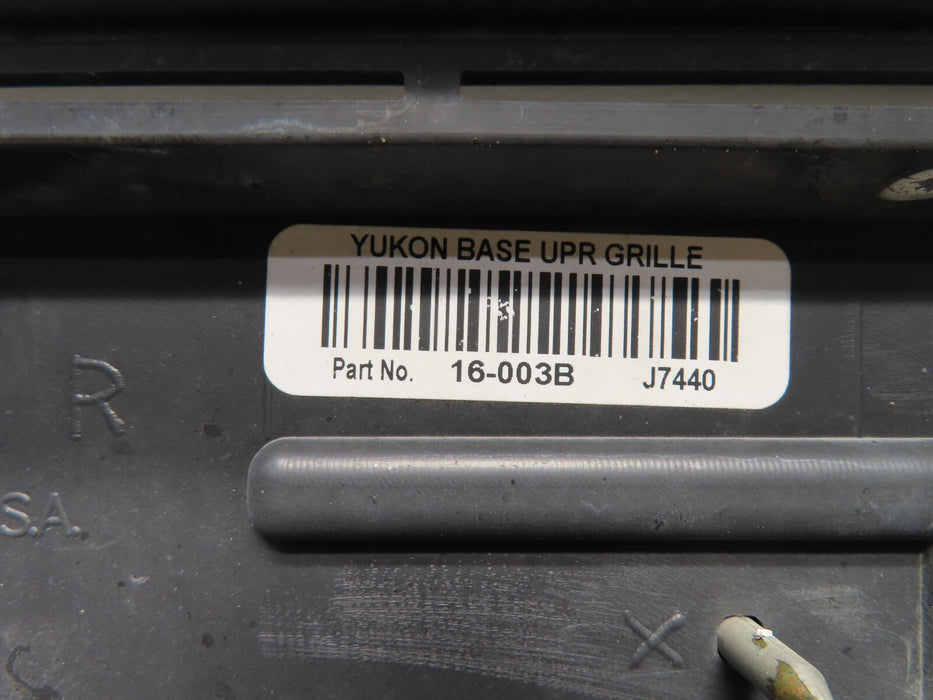 YUKON BASE UPR GRILLE
Part No. 16-003B J7440
R
S.A.
X